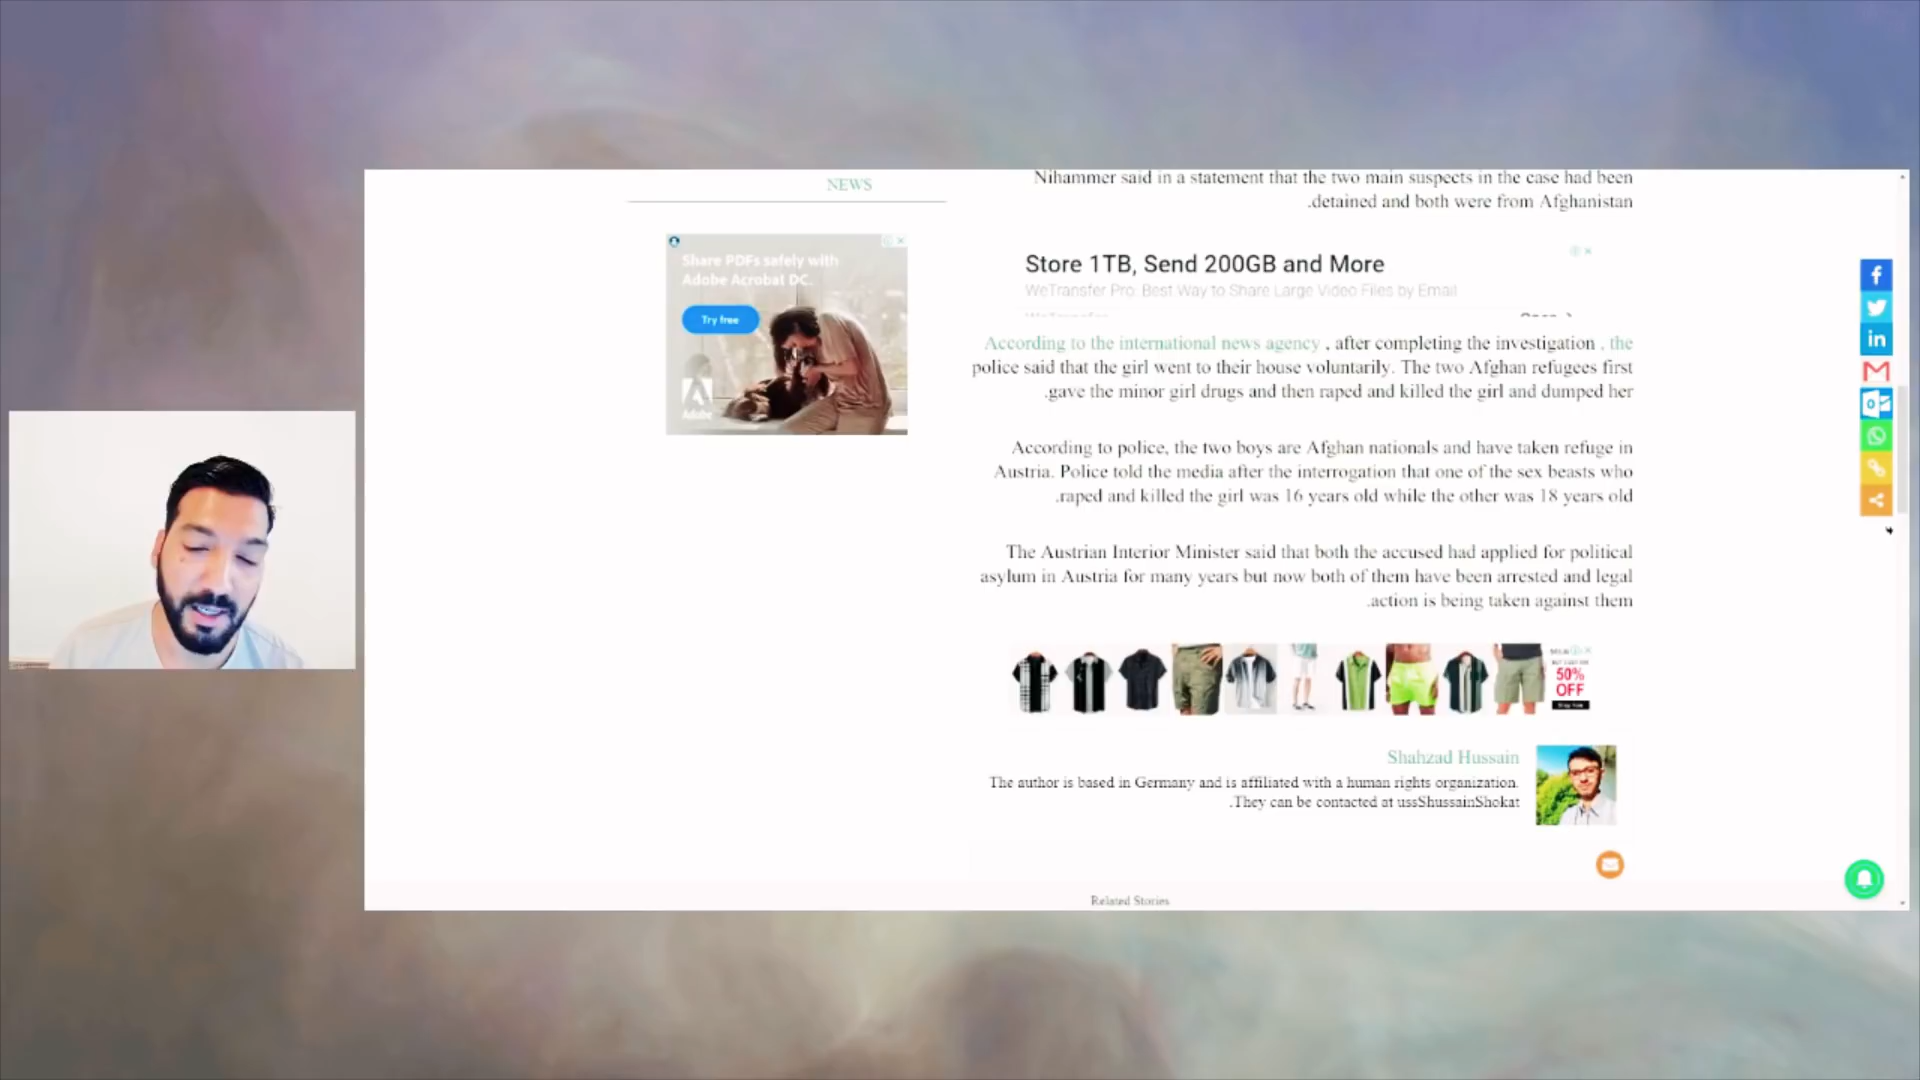 NEWS
Share PDFs safely with
Adobe Acrobat DC.
Try free
Adobe
Nihammer said in a statement that the two main suspects in the case had been
.detained and both were from Afghanistan
Store 1TB, Send 200GB and More
WeTransfer Pro: Best Way to Share Large Video Files by Email
WeTransfer
Open
According to the international news agency , after completing the investigation , the
police said that the girl went to their house voluntarily. The two Afghan refugees first
.gave the minor girl drugs and then raped and killed the girl and dumped her
According to police, the two boys are Afghan nationals and have taken refuge in
Austria. Police told the media after the interrogation that one of the sex beasts who
.raped and killed the girl was 16 years old while the other was 18 years old
The Austrian Interior Minister said that both the accused had applied for political
asylum in Austria for many years but now both of them have been arrested and legal
.action is being taken against them
50%
OFF
Shop Now
Shahzad Hussain
The author is based in Germany and is affiliated with a human rights organization.
.They can be contacted at ussShussainShokat
Related Stories